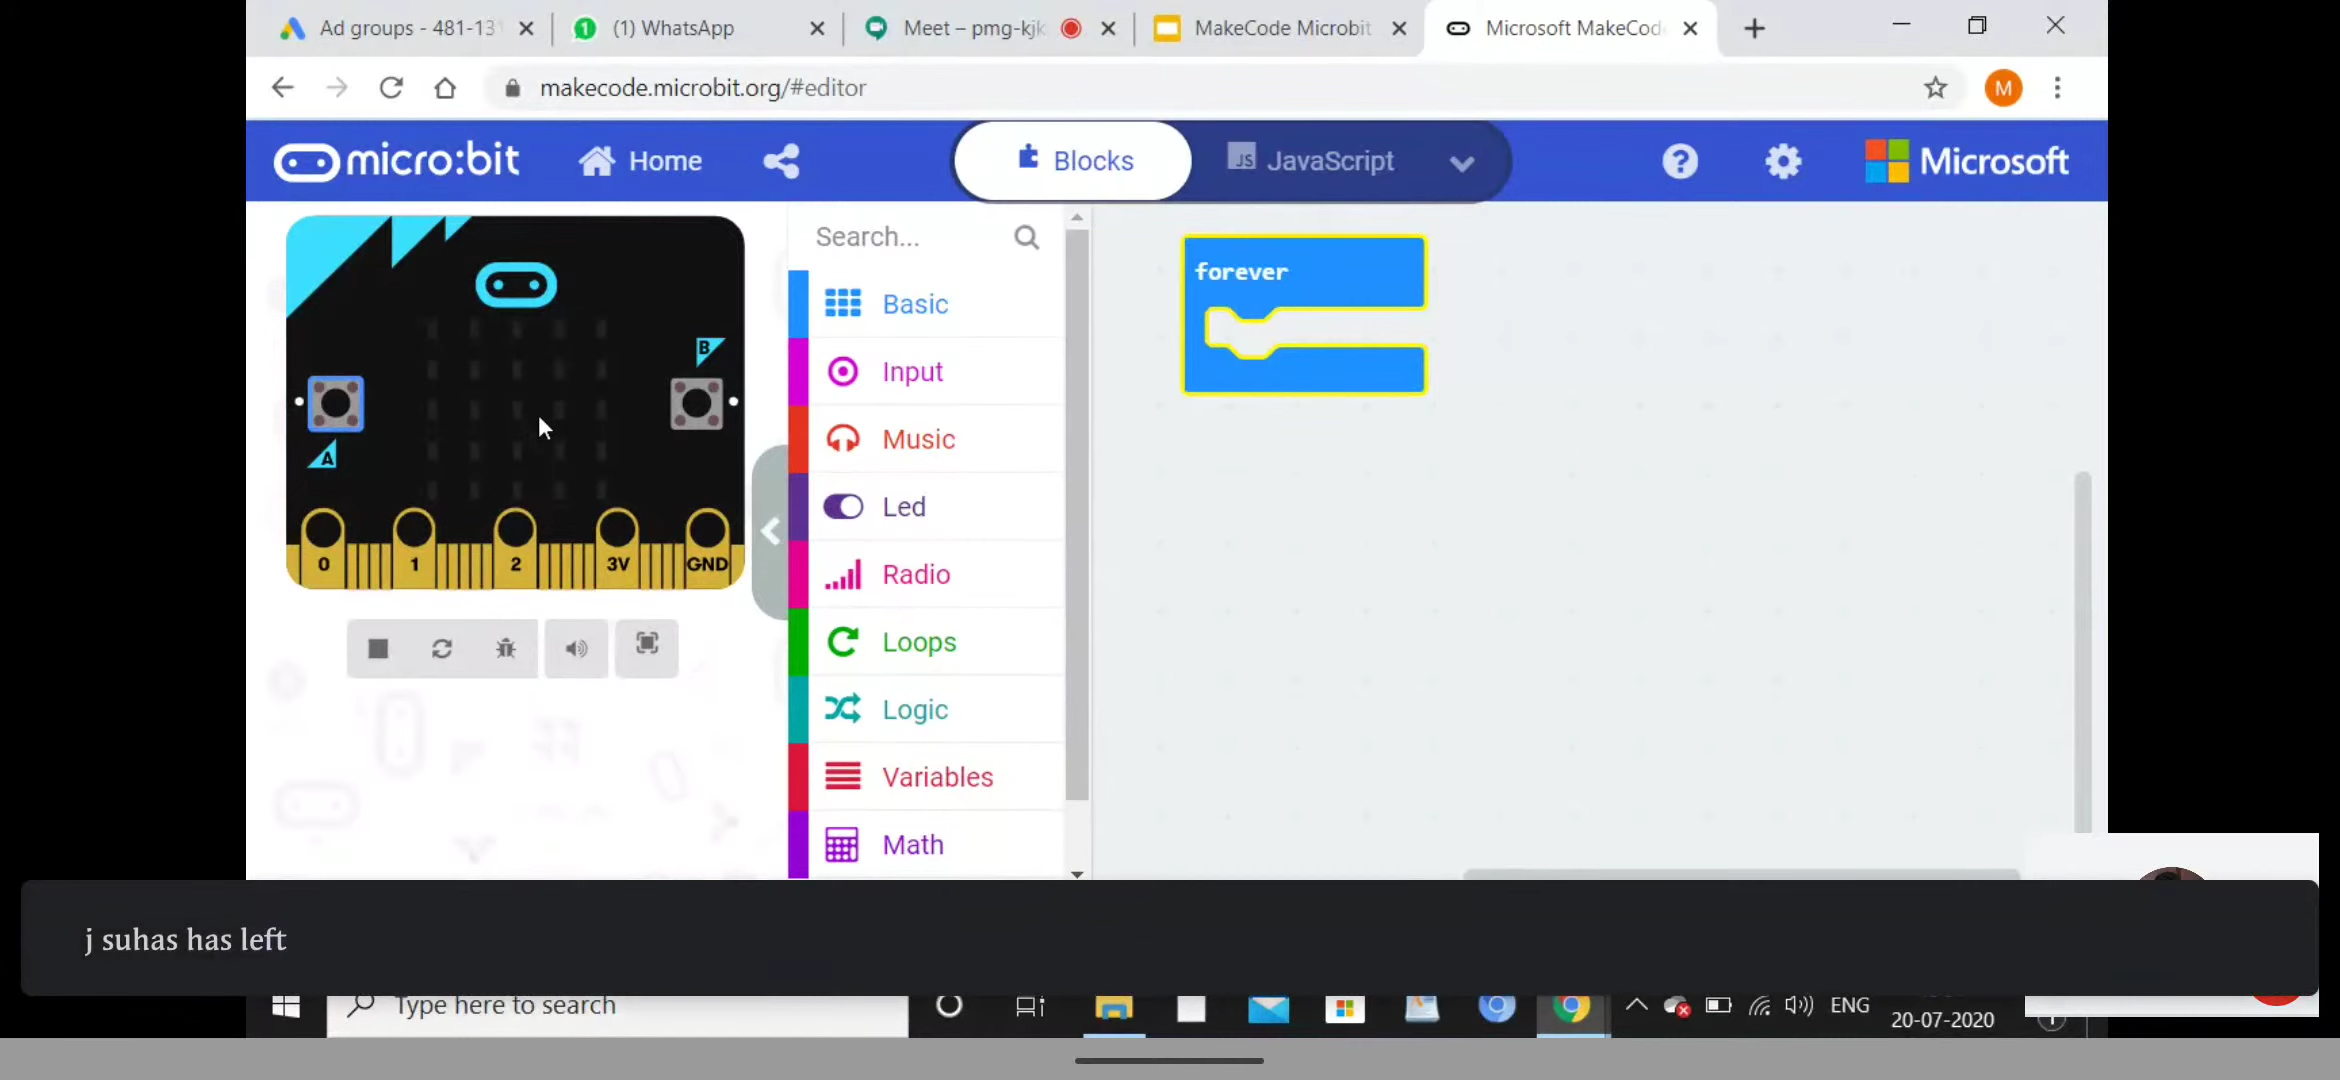 Ad groups - 481-131
(1) WhatsApp
Meet – pmg-kjk
MakeCode Microbit
Microsoft MakeCod
makecode.microbit.org/#editor
M
micro:bit
Home
Blocks
JS JavaScript
Microsoft
Search...
Basic
Input
Music
Led
Radio
Loops
Logic
Variables
Math
forever
B
A
0
1
2
3V
GND
j suhas has left
Type here to search
ENG
20-07-2020